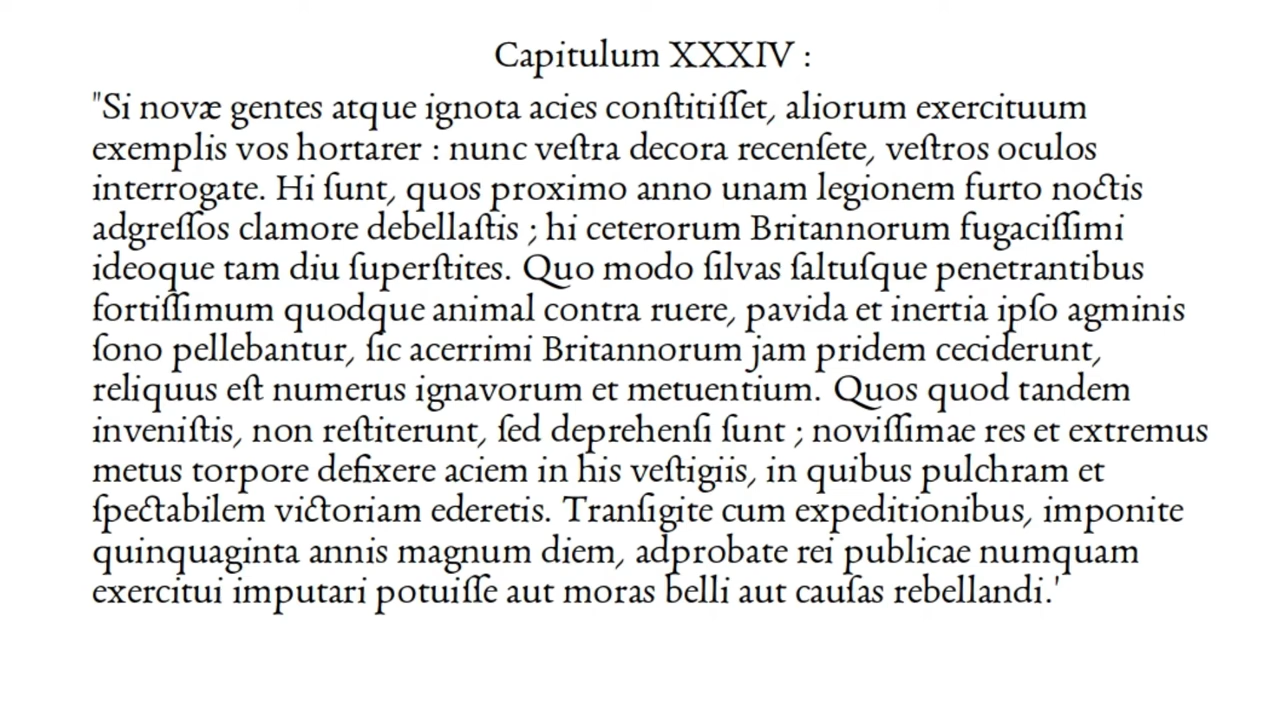 Capitulum XXXIV :
"Si novæ gentes atque ignota acies conſtitiſſet, aliorum exercituum
exemplis vos hortarer : nunc veſtra decora recenſete, veſtros oculos
interrogate. Hi ſunt, quos proximo anno unam legionem furto noctis
adgreſſos clamore debellaſtis ; hi ceterorum Britannorum fugaciſſimi
ideoque tam diu ſuperſtites. Quo modo ſilvas ſaltuſque penetrantibus
fortiſſimum quodque animal contra ruere, pavida et inertia ipſo agminis
ſono pellebantur, ſic acerrimi Britannorum jam pridem ceciderunt,
reliquus eſt numerus ignavorum et metuentium. Quos quod tandem
inveniſtis, non reſtiterunt, ſed deprehenſi ſunt ; noviſſimae res et extremus
metus torpore defixere aciem in his veſtigiis, in quibus pulchram et
ſpectabilem victoriam ederetis. Tranſigite cum expeditionibus, imponite
quinquaginta annis magnum diem, adprobate rei publicae numquam
exercitui imputari potuiſſe aut moras belli aut cauſas rebellandi.'